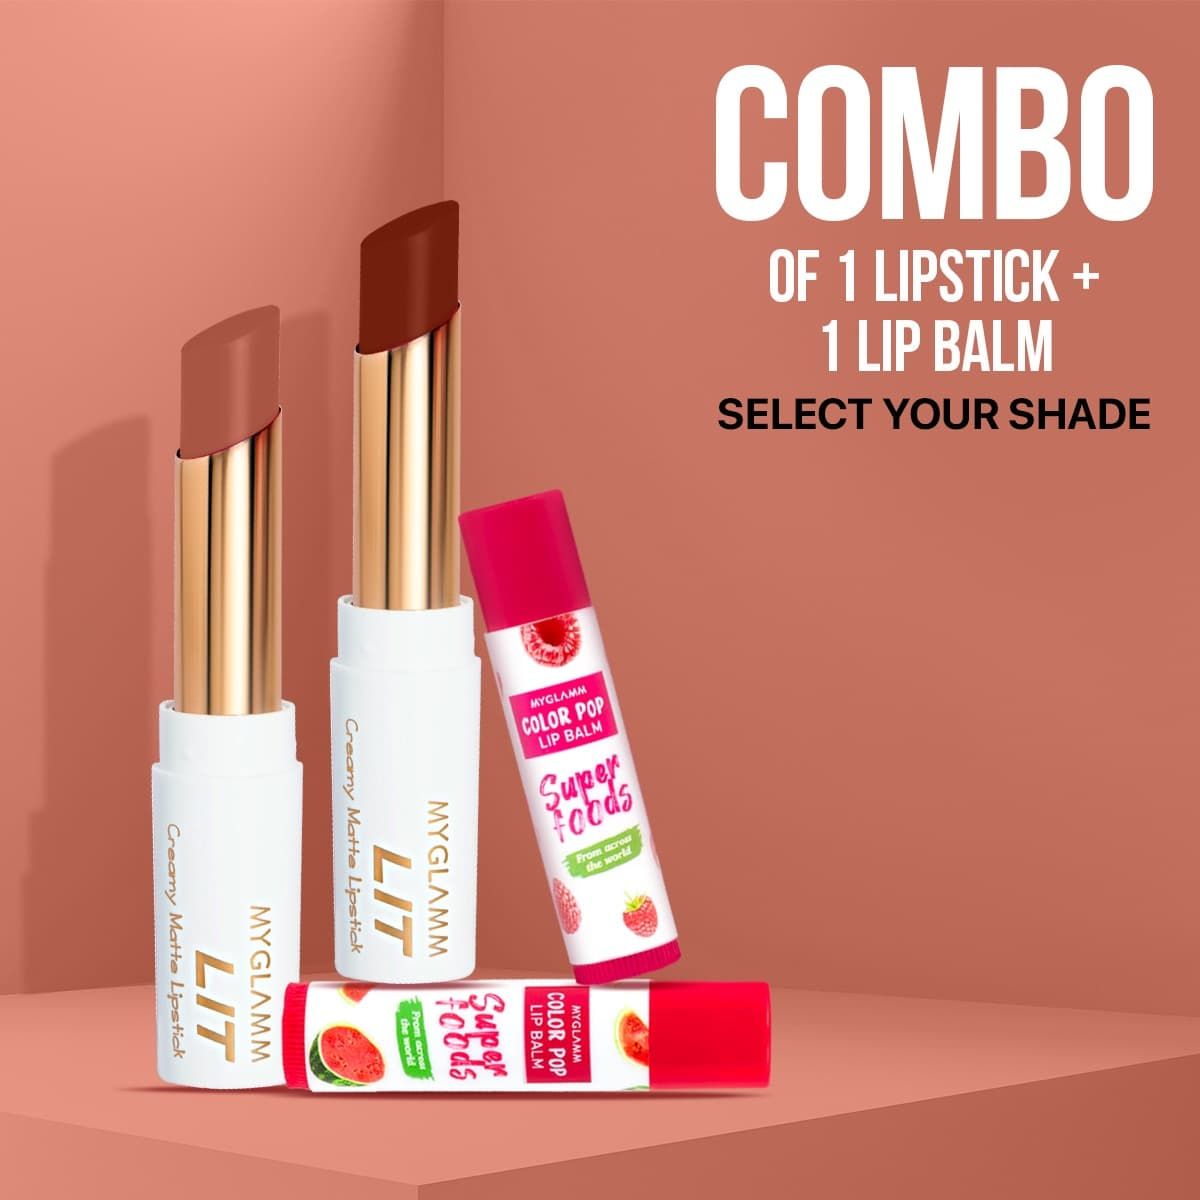 COMBO
OF 1 LIPSTICK +
1 LIP BALM
SELECT YOUR SHADE
MYGLAMM
LIT
Creamy Matte Lipstick
MYGLAMM
LIT
Creamy Matte Lipstick
MYGLAMM
COLOR POP
LIP BALM
Super
foods
From across
the world
MYGLAMM
COLOR POP
LIP BALM
Super
foods
From across
the world